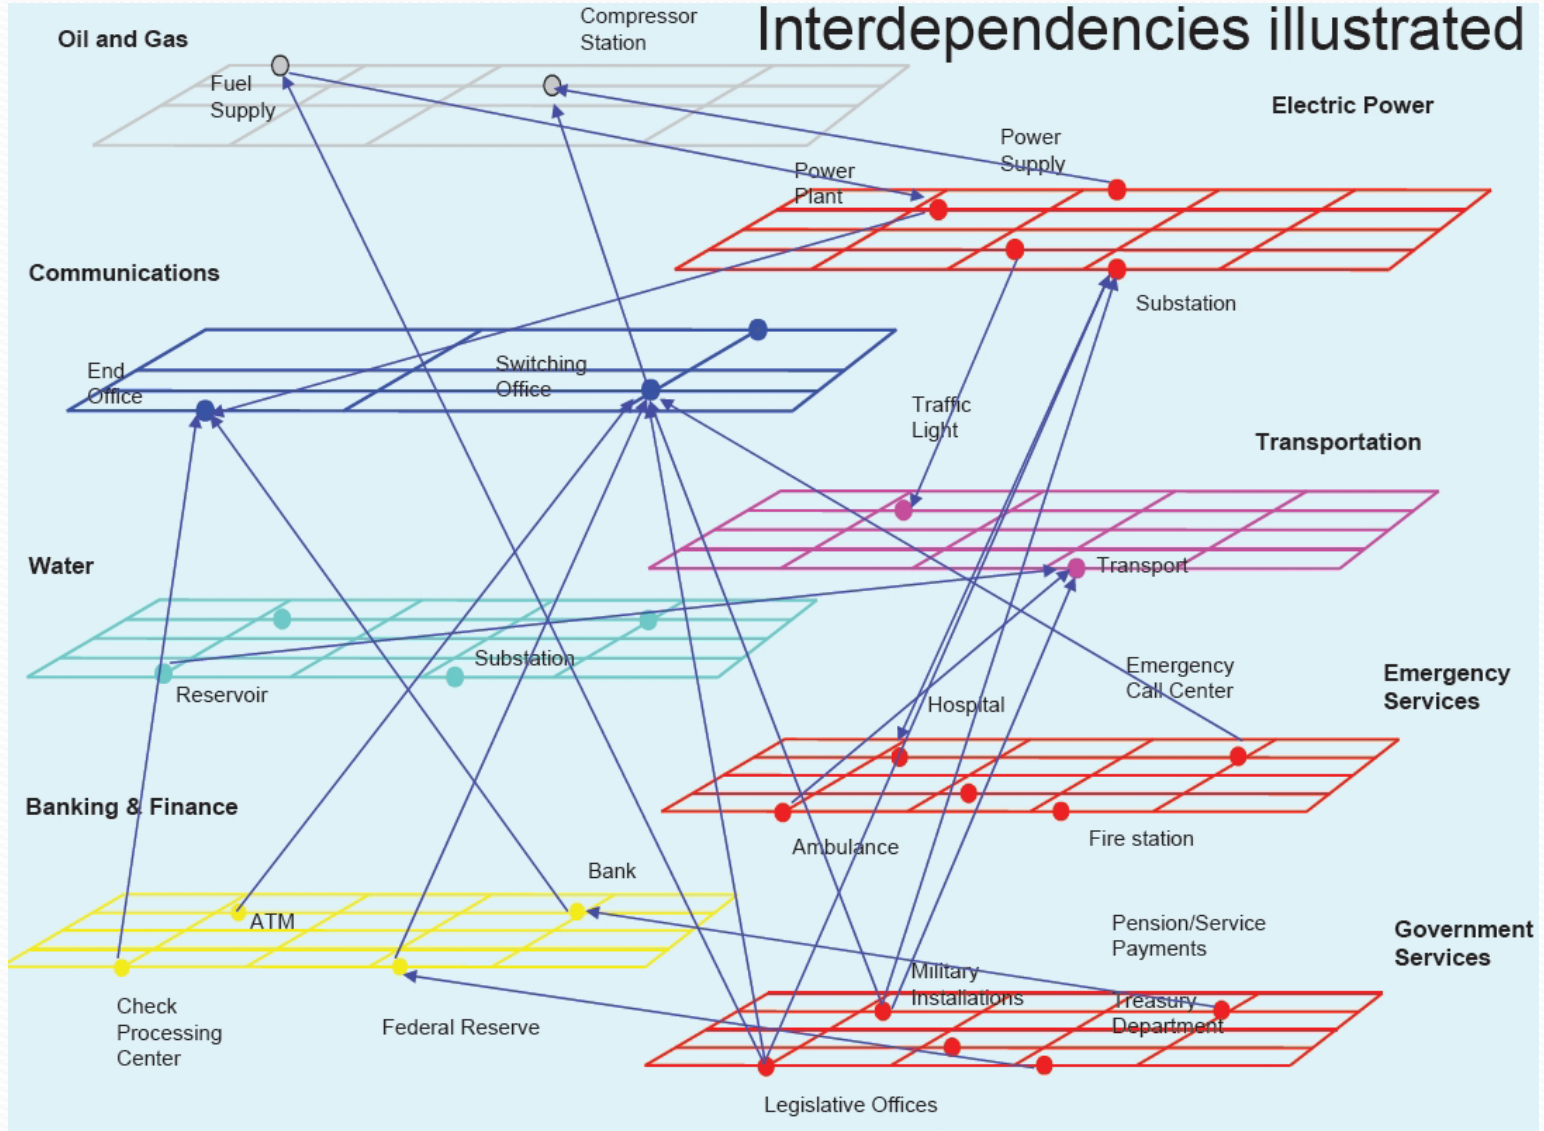 Interdependencies illustrated
Oil and Gas
Compressor
Station
Fuel
Supply
Electric Power
Power
Supply
Power
Plant
Substation
Communications
End
Office
Switching
Office
Traffic
Light
Transportation
Transport
Water
Substation
Reservoir
Emergency
Call Center
Emergency
Services
Hospital
Ambulance
Fire station
Banking & Finance
Bank
ATM
Check
Processing
Center
Federal Reserve
Pension/Service
Payments
Government
Services
Military
Installations
Treasury
Department
Legislative Offices